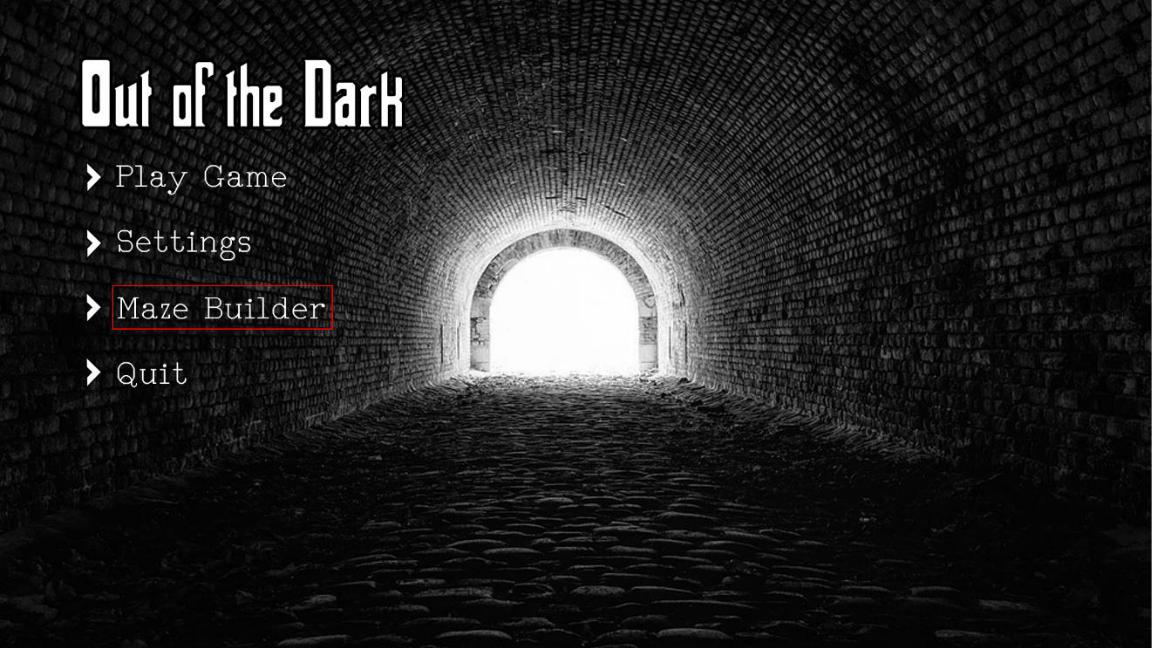 Out of the Dark
Play Game
Settings
Maze Builder
Quit